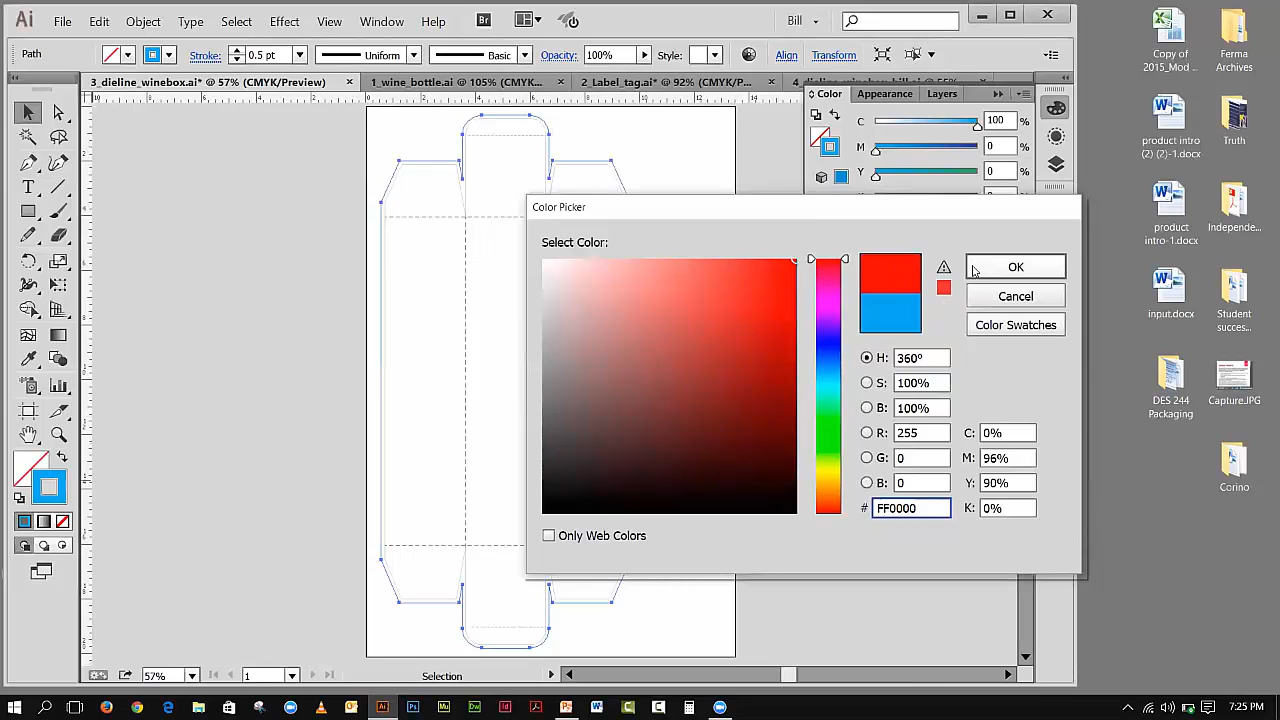 Ai File Edit Object Type Select Effect View Window Help Br Bill
Path Stroke: 0.5 pt Uniform Basic Opacity: 100% Style: Align Transform
3_dieline_winebox.ai* @ 57% (CMYK/Preview) × 1_wine_bottle.ai @ 105% (CMYK... × 2_Label_tag.ai* @ 92% (CMYK/P... ×
Color Appearance Layers
C 100 %
M 0 %
Y 0 %
Color Picker
Select Color:
OK
Cancel
Color Swatches
H: 360º
S: 100%
B: 100%
R: 255 C: 0%
G: 0 M: 96%
B: 0 Y: 90%
# FF0000 K: 0%
Only Web Colors
57% 1 Selection
Copy of
2015_Mod ...
Ferma
Archives
product intro
(2) (2)-1.docx
Truth
product
intro-1.docx
Independe...
input.docx
Student
succes...
DES 244
Packaging
Capture.JPG
Corino
7:25 PM